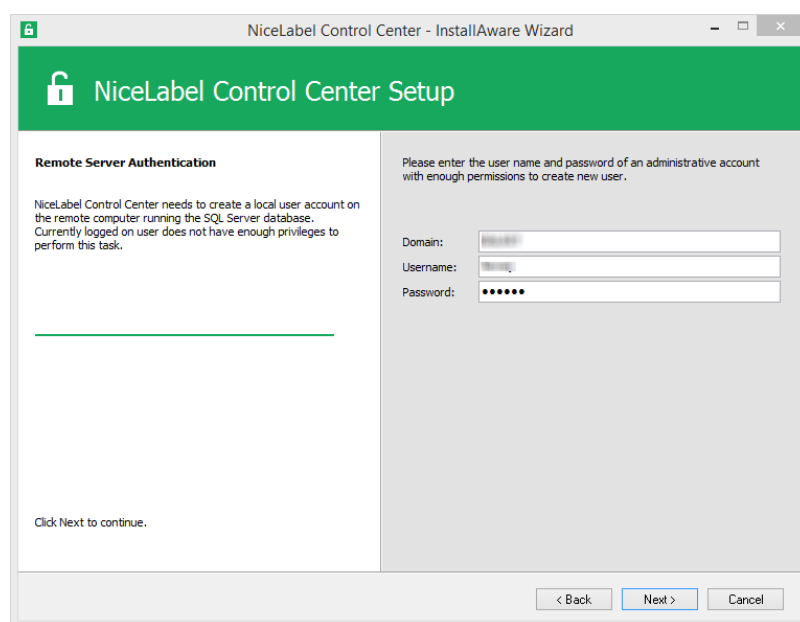 NiceLabel Control Center - InstallAware Wizard
NiceLabel Control Center Setup
Remote Server Authentication
NiceLabel Control Center needs to create a local user account on
the remote computer running the SQL Server database.
Currently logged on user does not have enough privileges to
perform this task.
Click Next to continue.
Please enter the user name and password of an administrative account
with enough permissions to create new user.
Domain:
Username:
Password: ••••••
< Back
Next >
Cancel